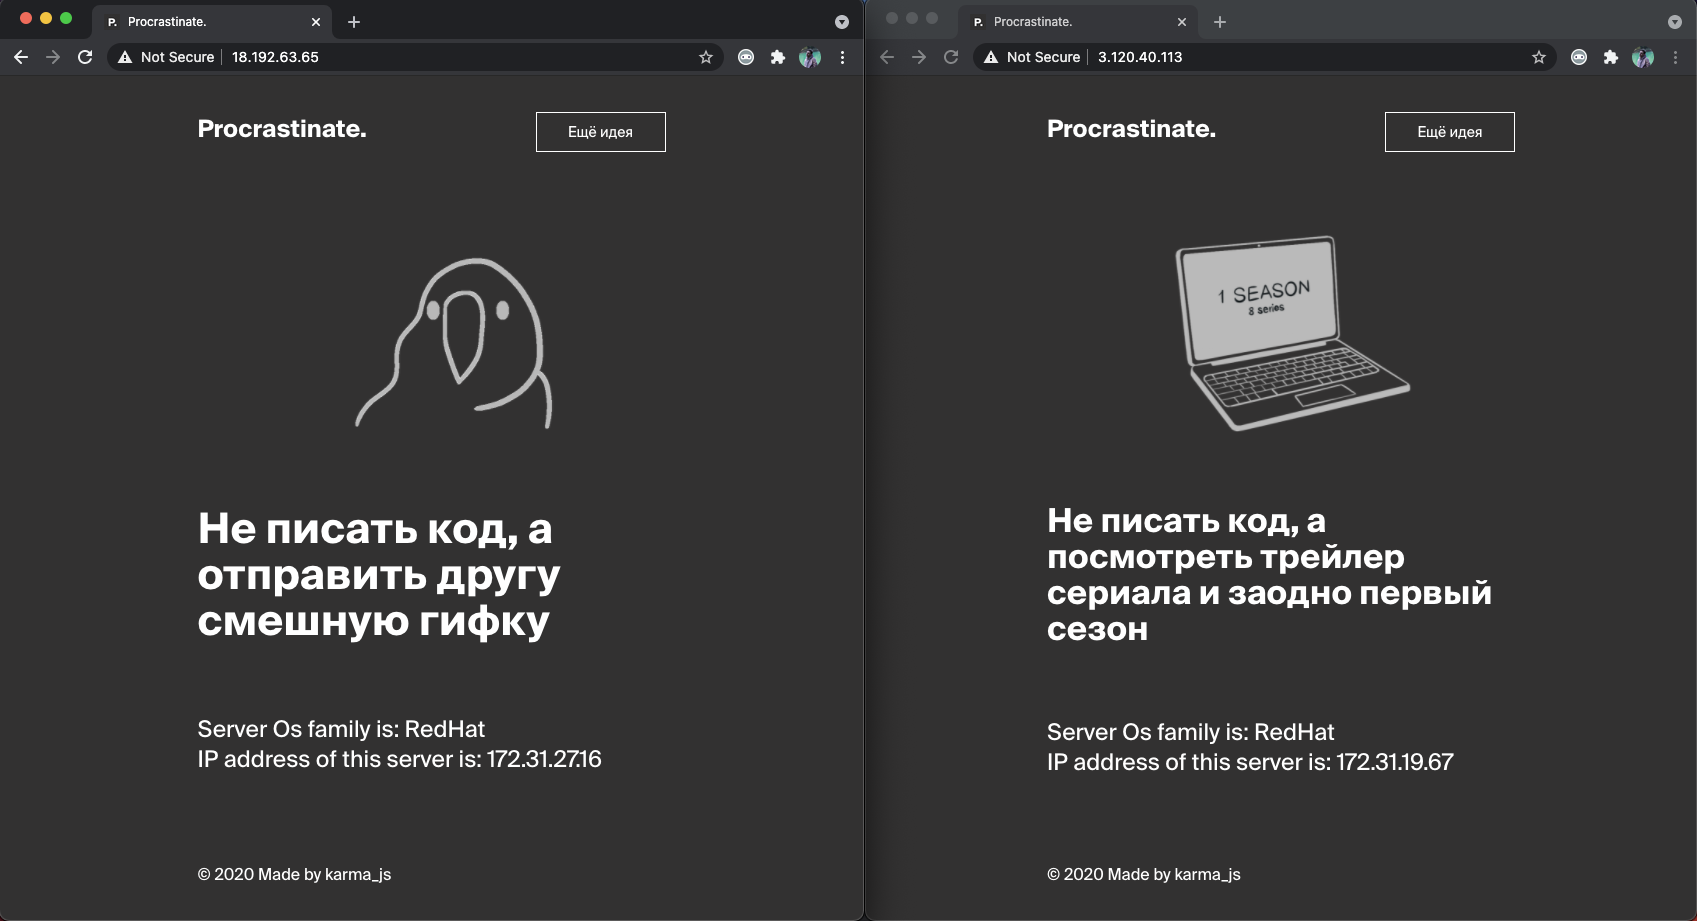 Procrastinate.
Not Secure
18.192.63.65
Procrastinate.
Ещё идея
Не писать код, а
отправить другу
смешную гифку
Server Os family is: RedHat
IP address of this server is: 172.31.27.16
© 2020 Made by karma_js
Procrastinate.
Not Secure
3.120.40.113
Procrastinate.
Ещё идея
1 SEASON
8 series
Не писать код, а
посмотреть трейлер
сериала и заодно первый
сезон
Server Os family is: RedHat
IP address of this server is: 172.31.19.67
© 2020 Made by karma_js